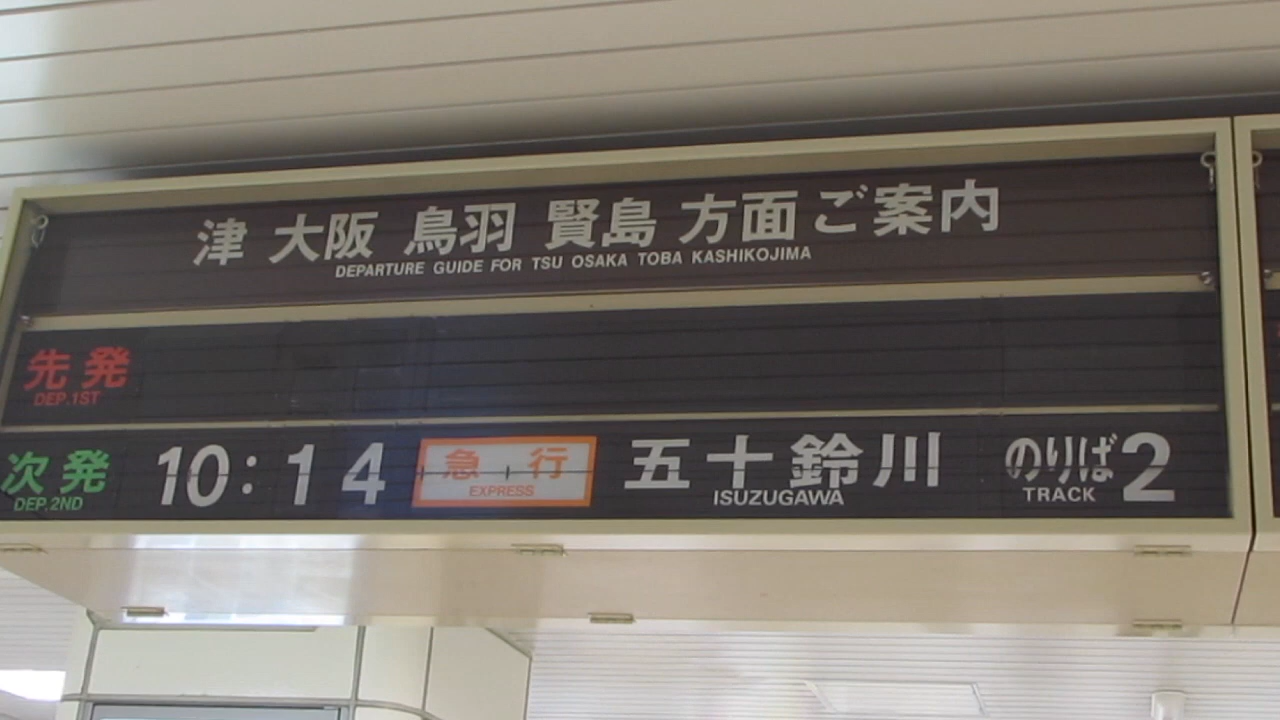 津 大阪 鳥羽 賢島 方面ご案内
DEPARTURE GUIDE FOR TSU OSAKA TOBA KASHIKOJIMA
先発
DEP.1ST
次発 10:14 急行 五十鈴川 のりば2
DEP.2ND EXPRESS ISUZUGAWA TRACK